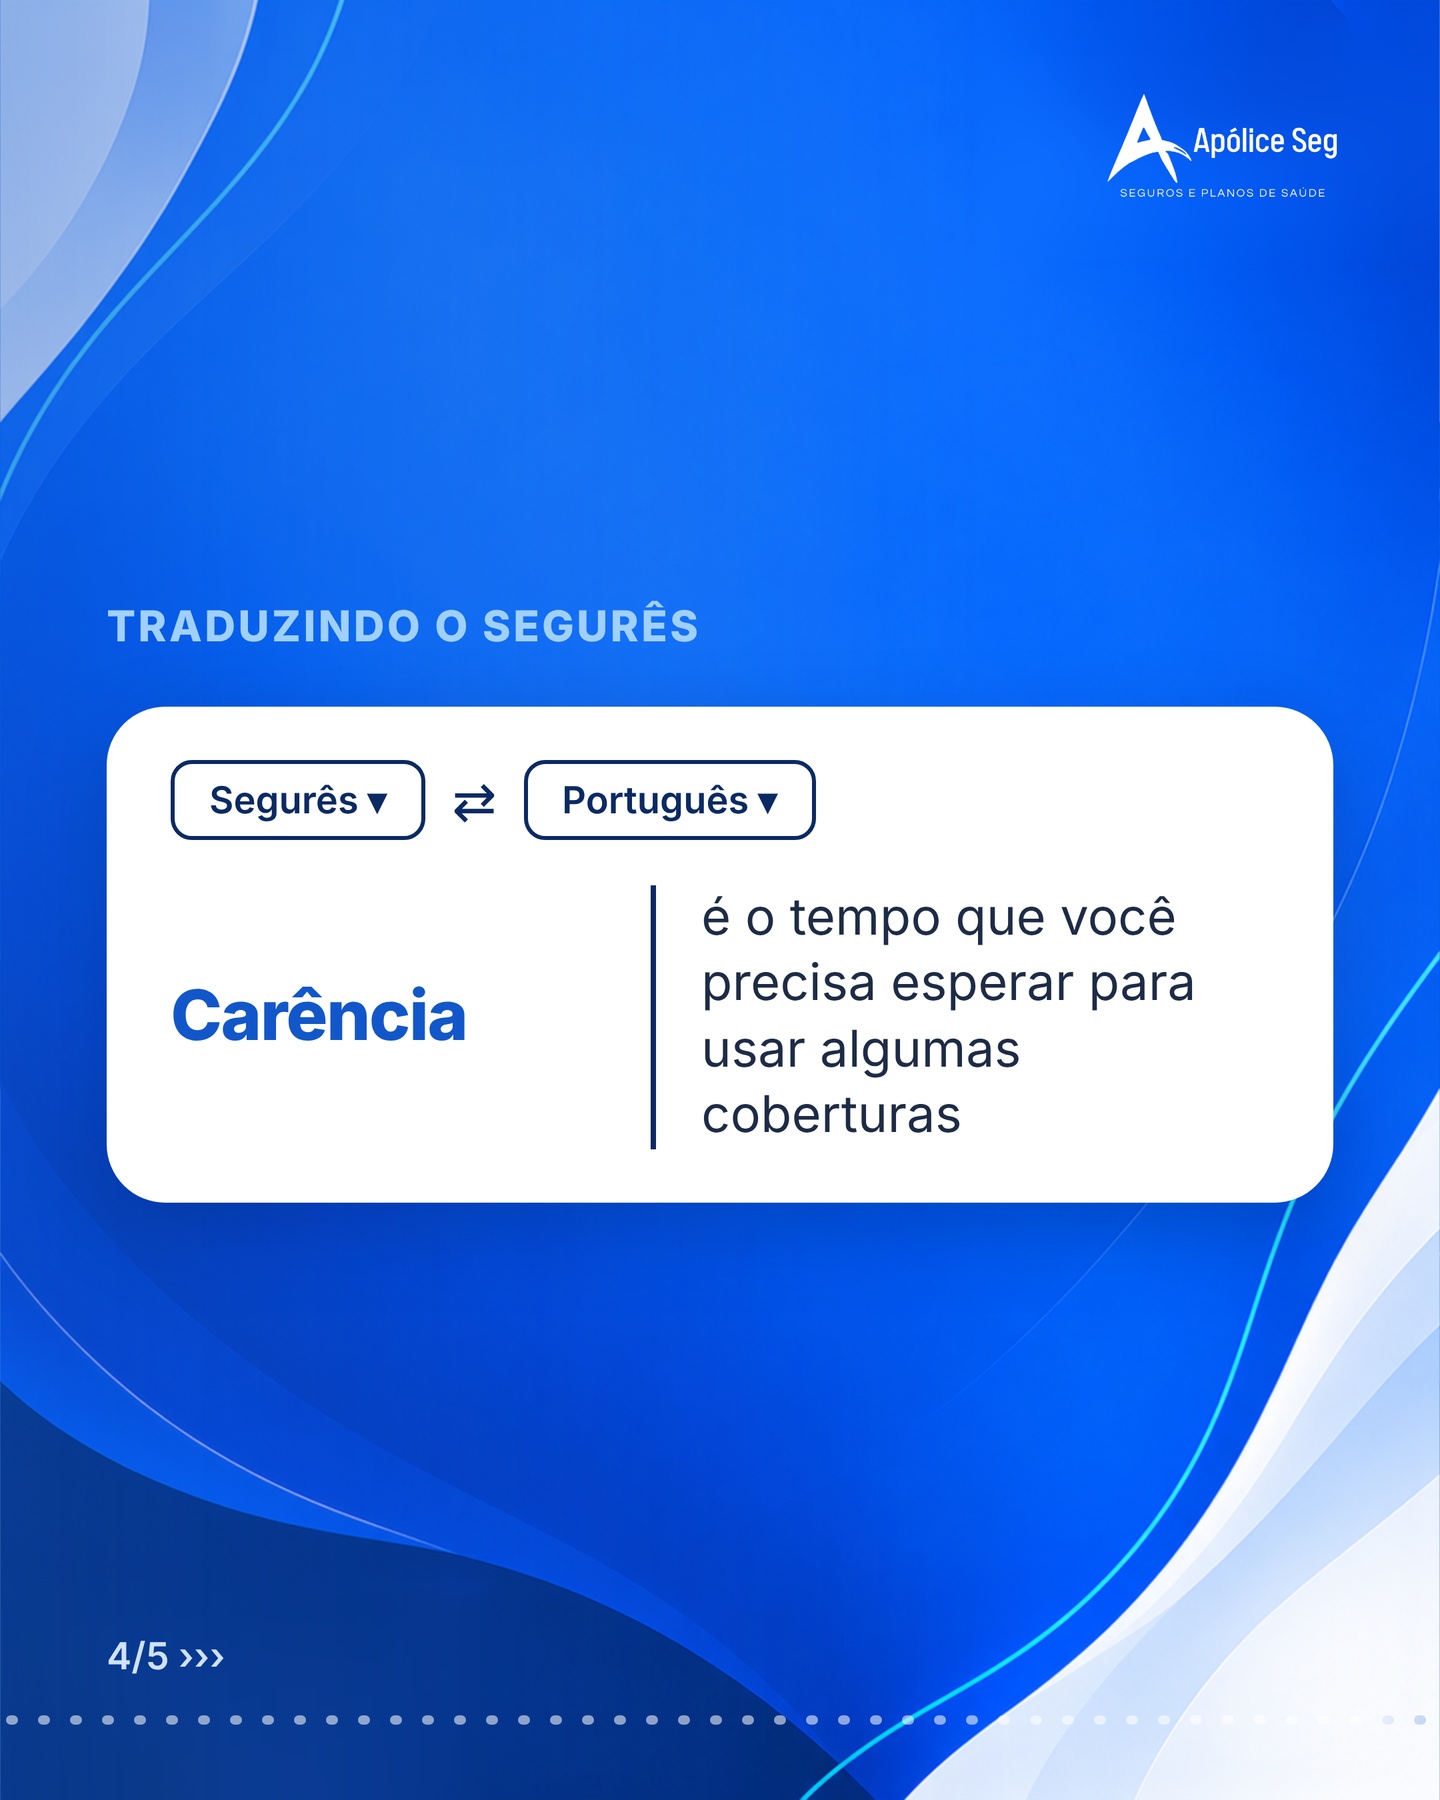 Apólice Seg
SEGUROS E PLANOS DE SAÚDE
TRADUZINDO O SEGURÊS
Segurês ▼ ⇄ Português ▼
Carência
é o tempo que você
precisa esperar para
usar algumas
coberturas
4/5 ›››